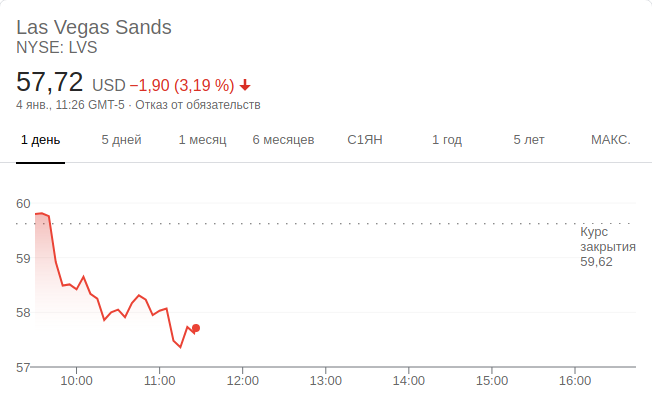 Las Vegas Sands
NYSE: LVS
57,72 USD −1,90 (3,19 %)
4 янв., 11:26 GMT-5 · Отказ от обязательств
1 день 5 дней 1 месяц 6 месяцев С1ЯН 1 год 5 лет МАКС.
60
Курс
закрытия
59,62
59
58
57
10:00 11:00 12:00 13:00 14:00 15:00 16:00